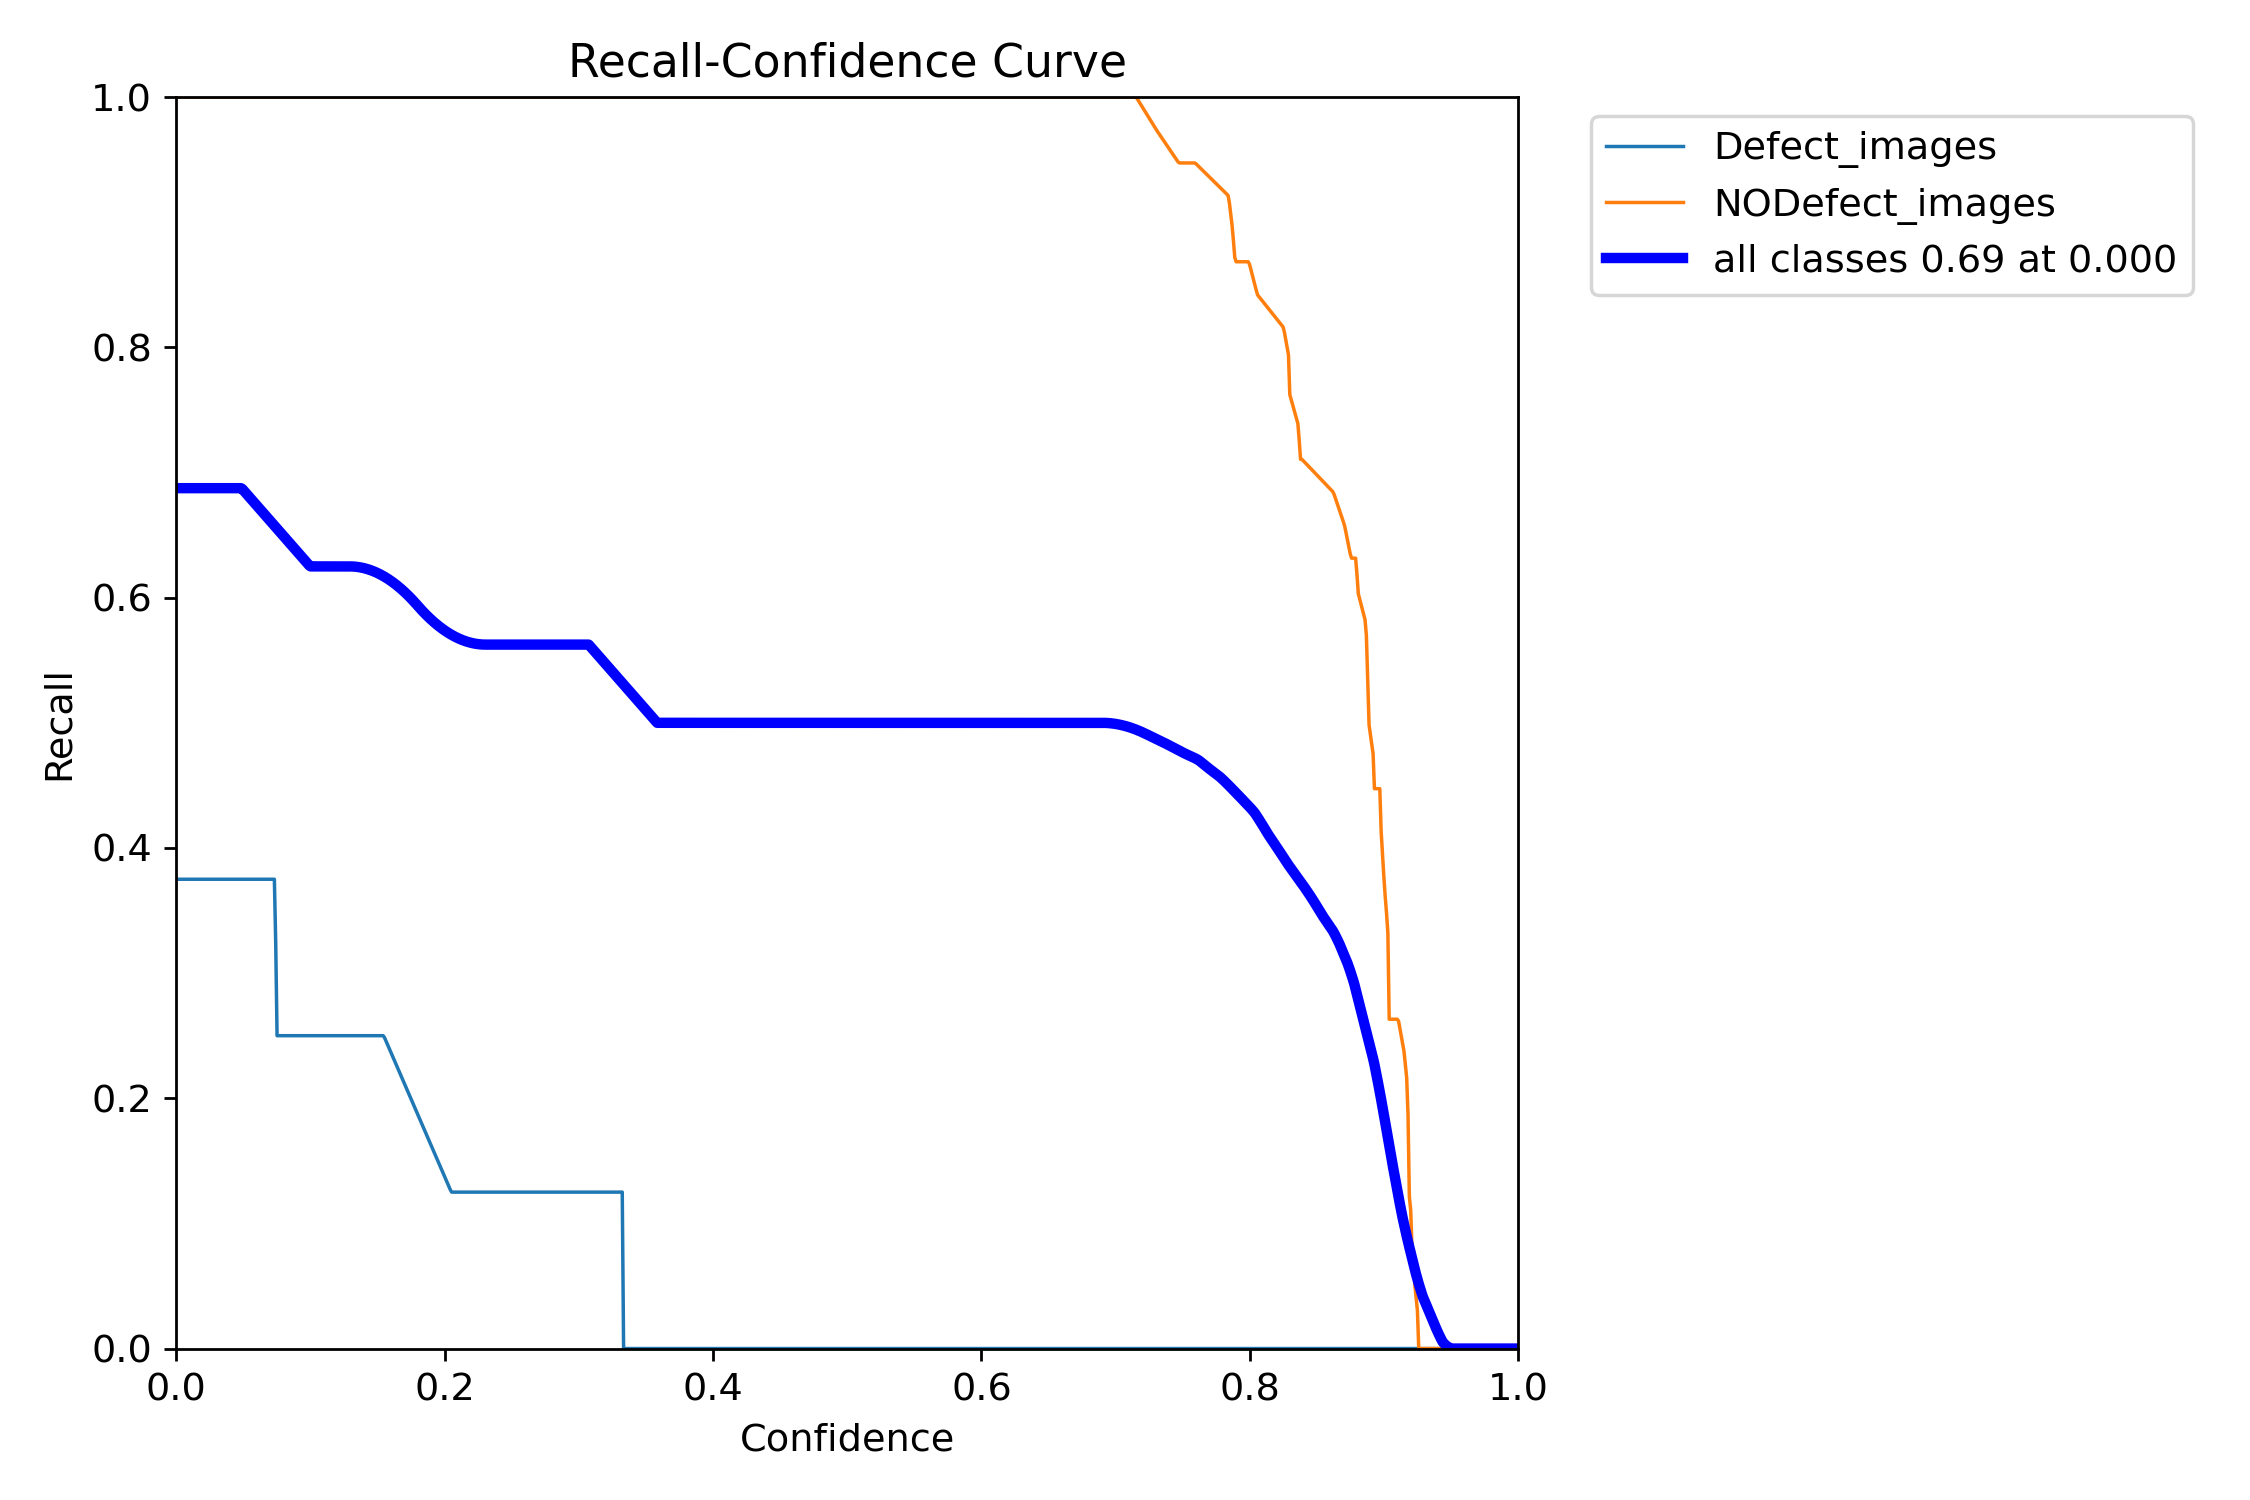 Recall-Confidence Curve
1.0
0.8
0.6
0.4
0.2
0.0
Recall
0.0 0.2 0.4 0.6 0.8 1.0
Confidence
Defect_images
NODefect_images
all classes 0.69 at 0.000